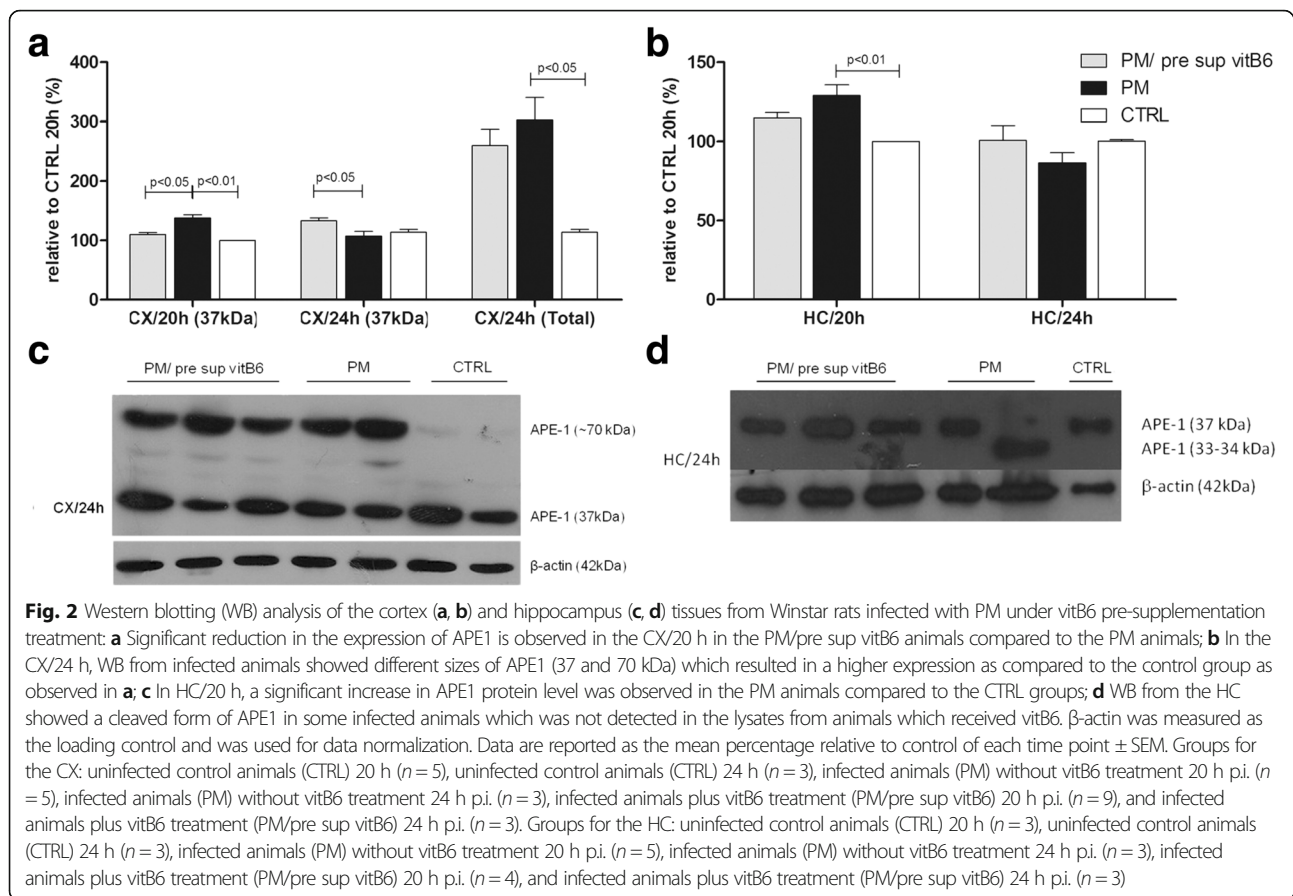 a
relative to CTRL 20h (%)
400
300
200
100
0
p<0.05
p<0.01
p<0.05
p<0.05
CX/20h (37kDa)
CX/24h (37kDa)
CX/24h (Total)
b
relative to CTRL 20h (%)
150
100
50
0
p<0.01
PM/ pre sup vitB6
PM
CTRL
HC/20h
HC/24h
c
PM/ pre sup vitB6
PM
CTRL
APE-1 (~70 kDa)
CX/24h
APE-1 (37kDa)
β-actin (42kDa)
d
PM/ pre sup vitB6
PM
CTRL
APE-1 (37 kDa)
HC/24h
APE-1 (33-34 kDa)
β-actin (42kDa)
Fig. 2 Western blotting (WB) analysis of the cortex (a, b) and hippocampus (c, d) tissues from Winstar rats infected with PM under vitB6 pre-supplementation
treatment: a Significant reduction in the expression of APE1 is observed in the CX/20 h in the PM/pre sup vitB6 animals compared to the PM animals; b In the
CX/24 h, WB from infected animals showed different sizes of APE1 (37 and 70 kDa) which resulted in a higher expression as compared to the control group as
observed in a; c In HC/20 h, a significant increase in APE1 protein level was observed in the PM animals compared to the CTRL groups; d WB from the HC
showed a cleaved form of APE1 in some infected animals which was not detected in the lysates from animals which received vitB6. β-actin was measured as
the loading control and was used for data normalization. Data are reported as the mean percentage relative to control of each time point ± SEM. Groups for
the CX: uninfected control animals (CTRL) 20 h (n = 5), uninfected control animals (CTRL) 24 h (n = 3), infected animals (PM) without vitB6 treatment 20 h p.i. (n
= 5), infected animals (PM) without vitB6 treatment 24 h p.i. (n = 3), infected animals plus vitB6 treatment (PM/pre sup vitB6) 20 h p.i. (n = 9), and infected
animals plus vitB6 treatment (PM/pre sup vitB6) 24 h p.i. (n = 3). Groups for the HC: uninfected control animals (CTRL) 20 h (n = 3), uninfected control animals
(CTRL) 24 h (n = 3), infected animals (PM) without vitB6 treatment 20 h p.i. (n = 5), infected animals (PM) without vitB6 treatment 24 h p.i. (n = 3), infected
animals plus vitB6 treatment (PM/pre sup vitB6) 20 h p.i. (n = 4), and infected animals plus vitB6 treatment (PM/pre sup vitB6) 24 h p.i. (n = 3)